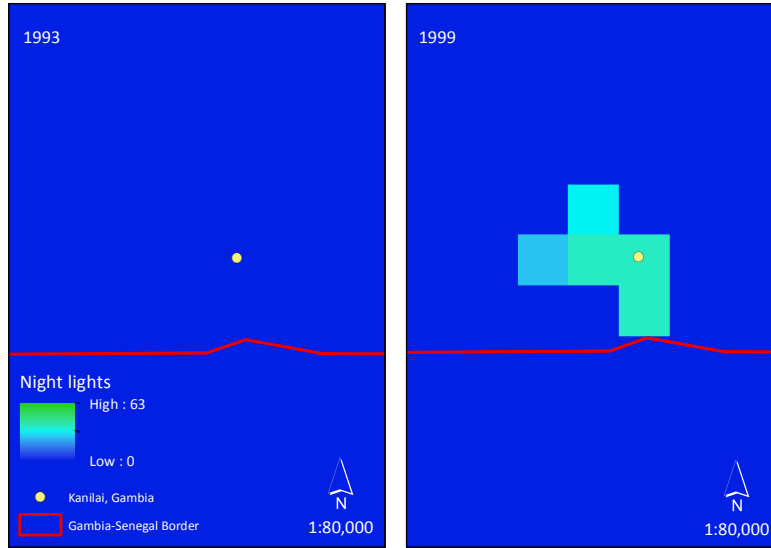 1993
Night lights
High : 63
Low : 0
Kanilai, Gambia
Gambia-Senegal Border
N
1:80,000
1999
N
1:80,000